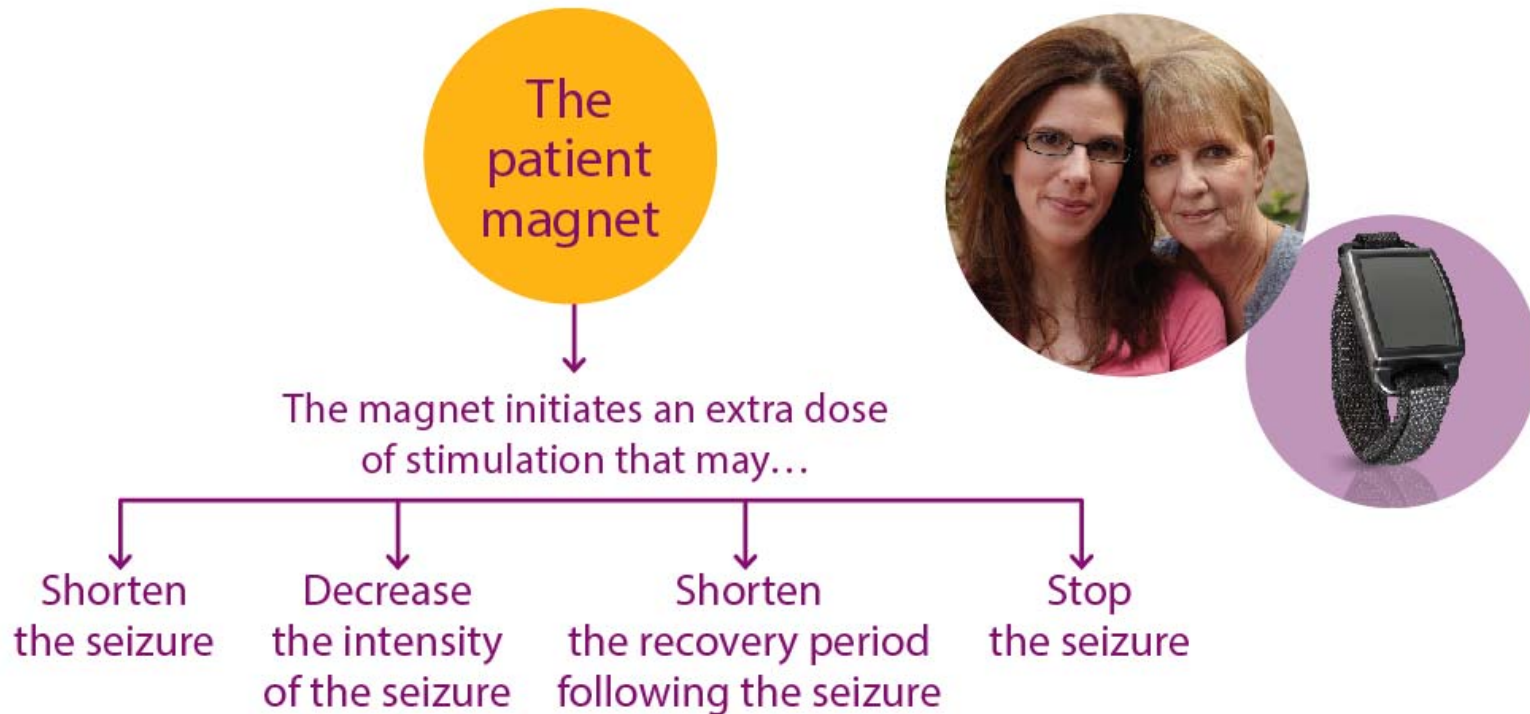 The
patient
magnet
The magnet initiates an extra dose
of stimulation that may…
Shorten
the seizure
Decrease
the intensity
of the seizure
Shorten
the recovery period
following the seizure
Stop
the seizure